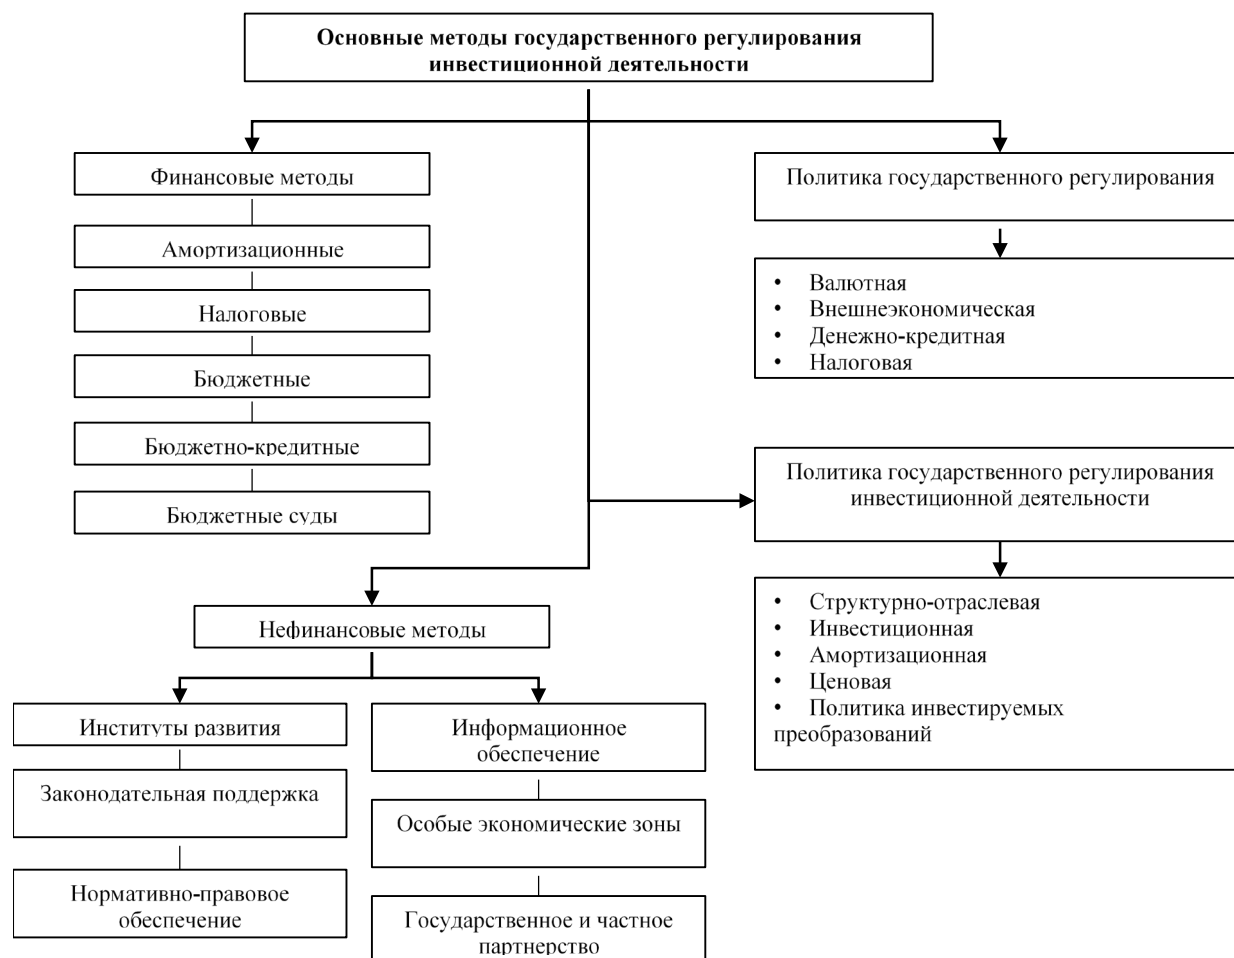 Основные методы государственного регулирования
инвестиционной деятельности
Финансовые методы
Амортизационные
Налоговые
Бюджетные
Бюджетно-кредитные
Бюджетные суды
Политика государственного регулирования
• Валютная
• Внешнеэкономическая
• Денежно-кредитная
• Налоговая
Политика государственного регулирования
инвестиционной деятельности
• Структурно-отраслевая
• Инвестиционная
• Амортизационная
• Ценовая
• Политика инвестируемых
преобразований
Нефинансовые методы
Институты развития
Законодательная поддержка
Нормативно-правовое
обеспечение
Информационное
обеспечение
Особые экономические зоны
Государственное и частное
партнерство